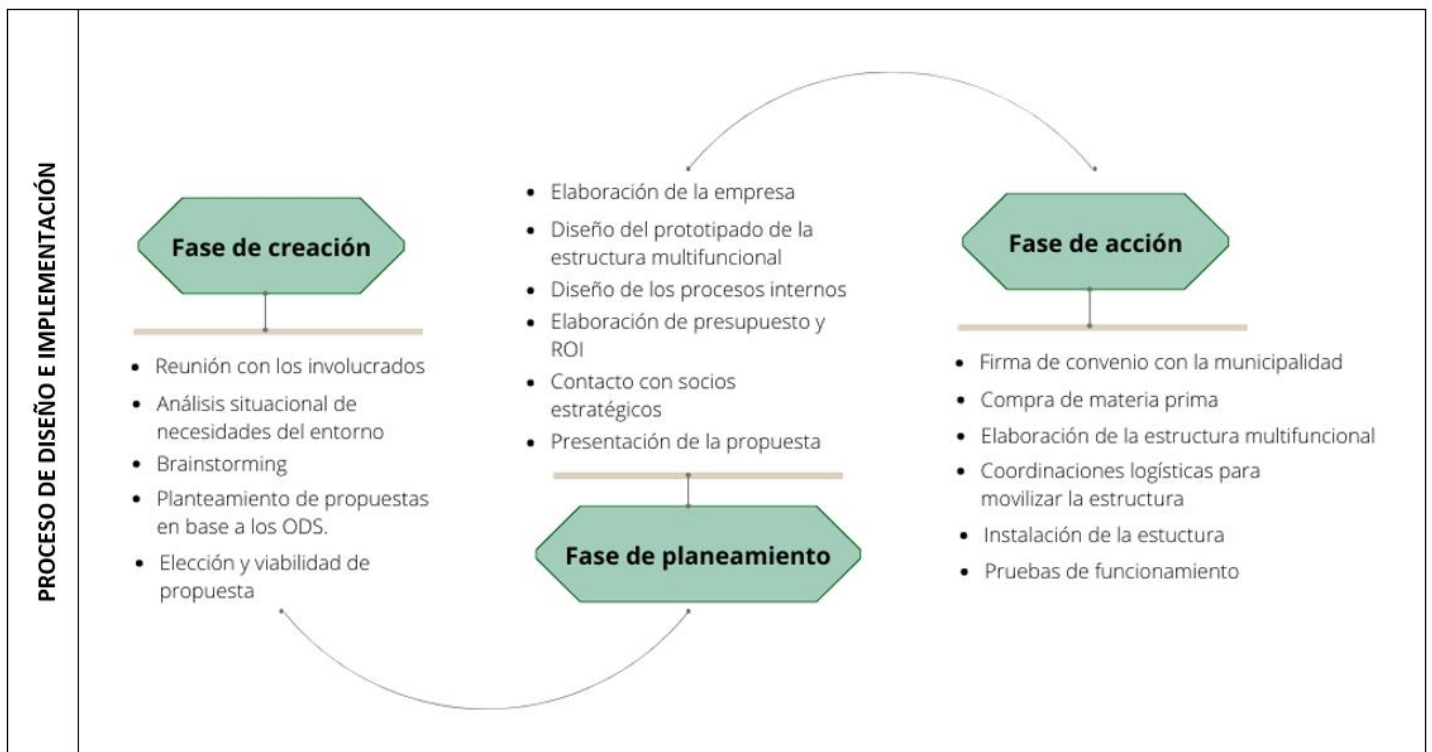 PROCESO DE DISEÑO E IMPLEMENTACIÓN
Fase de creación
Reunión con los involucrados
Análisis situacional de
necesidades del entorno
Brainstorming
Planteamiento de propuestas
en base a los ODS.
Elección y viabilidad de
propuesta
Elaboración de la empresa
Diseño del prototipado de la
estructura multifuncional
Diseño de los procesos internos
Elaboración de presupuesto y
ROI
Contacto con socios
estratégicos
Presentación de la propuesta
Fase de planeamiento
Fase de acción
Firma de convenio con la municipalidad
Compra de materia prima
Elaboración de la estructura multifuncional
Coordinaciones logísticas para
movilizar la estructura
Instalación de la estuctura
Pruebas de funcionamiento